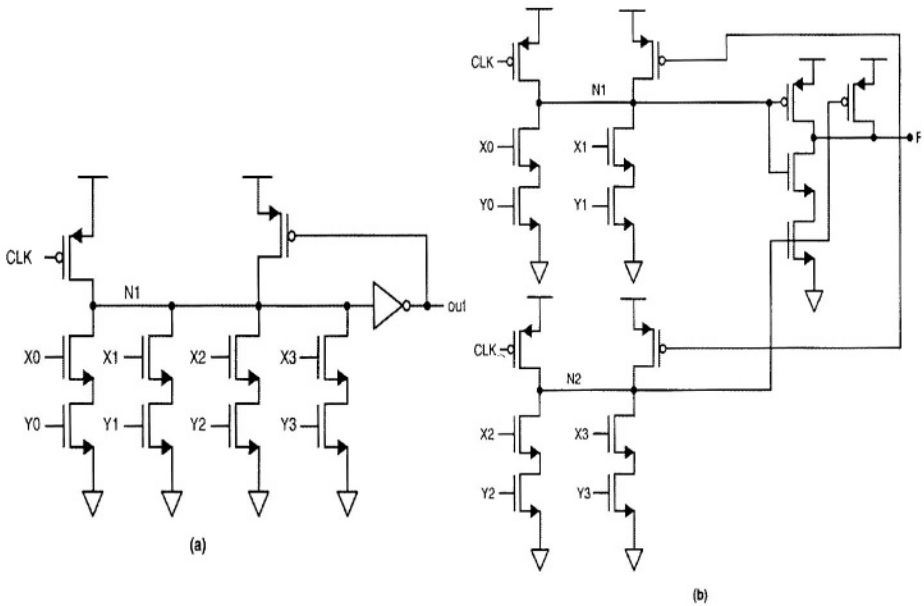 CLK
N1
out
X0 X1 X2 X3
Y0 Y1 Y2 Y3
(a)
CLK
N1
X0 X1
Y0 Y1
F
CLK
N2
X2 X3
Y2 Y3
(b)